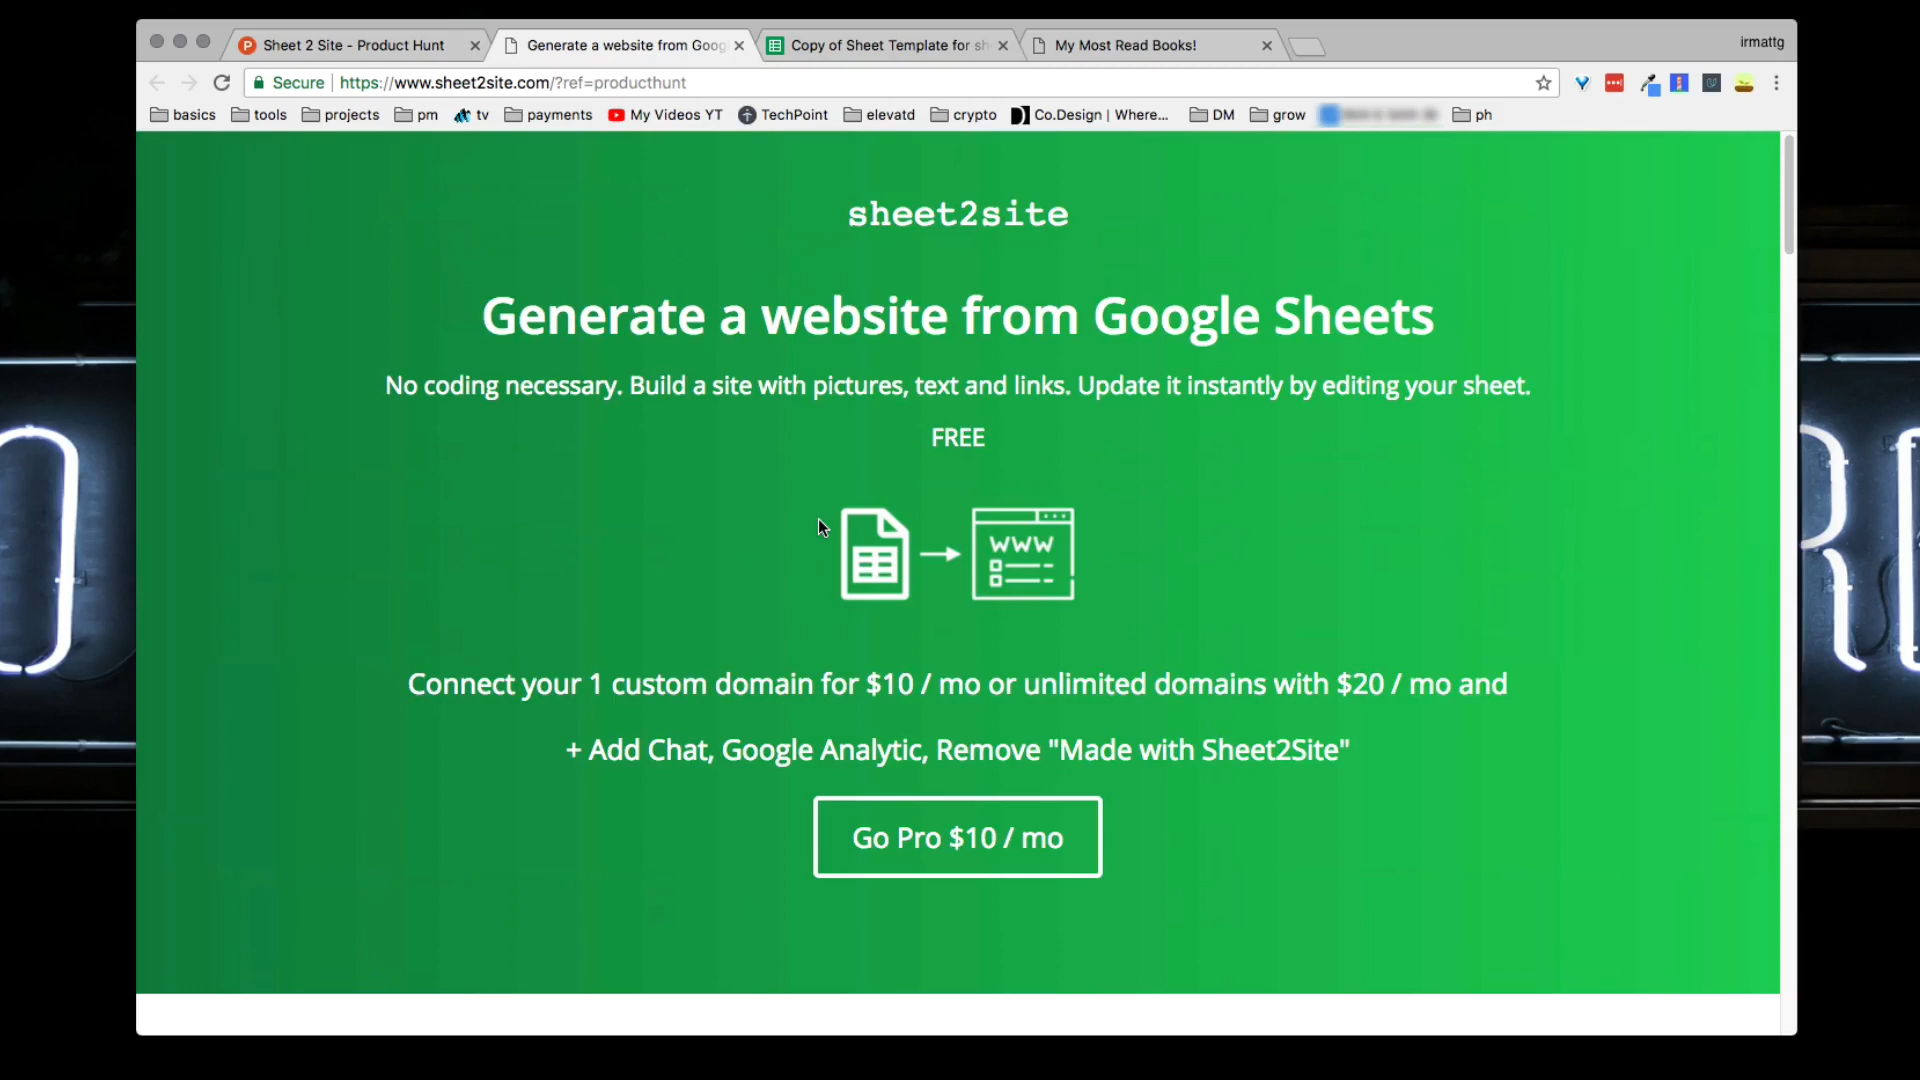 Sheet 2 Site - Product Hunt
Generate a website from Goog
Copy of Sheet Template for sh
My Most Read Books!
irmattg
Secure
https://www.sheet2site.com/?ref=producthunt
basics
tools
projects
pm
tv
payments
My Videos YT
TechPoint
elevatd
crypto
Co.Design | Where...
DM
grow
ph
sheet2site
Generate a website from Google Sheets
No coding necessary. Build a site with pictures, text and links. Update it instantly by editing your sheet.
FREE
WWW
Connect your 1 custom domain for $10 / mo or unlimited domains with $20 / mo and
+ Add Chat, Google Analytic, Remove "Made with Sheet2Site"
Go Pro $10 / mo